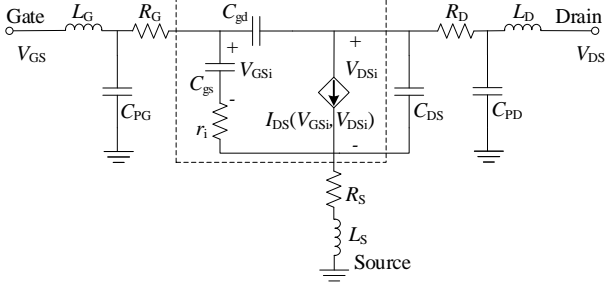 Gate
L_G
R_G
C_gd
R_D
L_D
Drain
V_GS
+
+
V_DS
C_gs
V_GSi
V_DSi
C_PG
-
I_DS(V_GSi, V_DSi)
C_DS
C_PD
r_i
-
R_S
L_S
Source